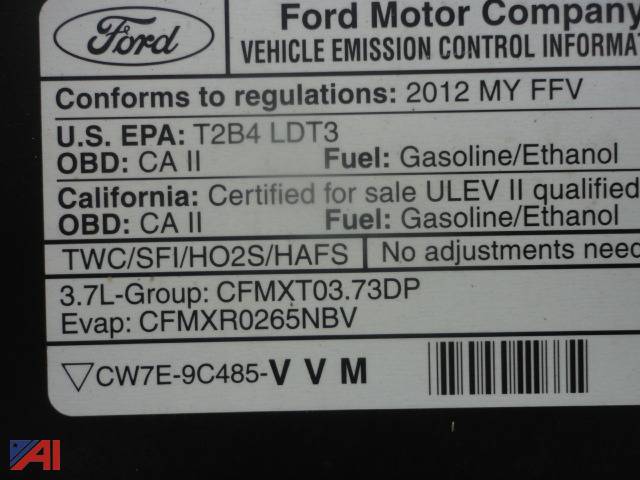 Ford
Ford Motor Company
VEHICLE EMISSION CONTROL INFORMAT
Conforms to regulations: 2012 MY FFV
U.S. EPA: T2B4 LDT3
OBD: CA II Fuel: Gasoline/Ethanol
California: Certified for sale ULEV II qualified
OBD: CA II Fuel: Gasoline/Ethanol
TWC/SFI/HO2S/HAFS No adjustments need
3.7L-Group: CFMXT03.73DP
Evap: CFMXR0265NBV
CW7E-9C485-V V M
AI